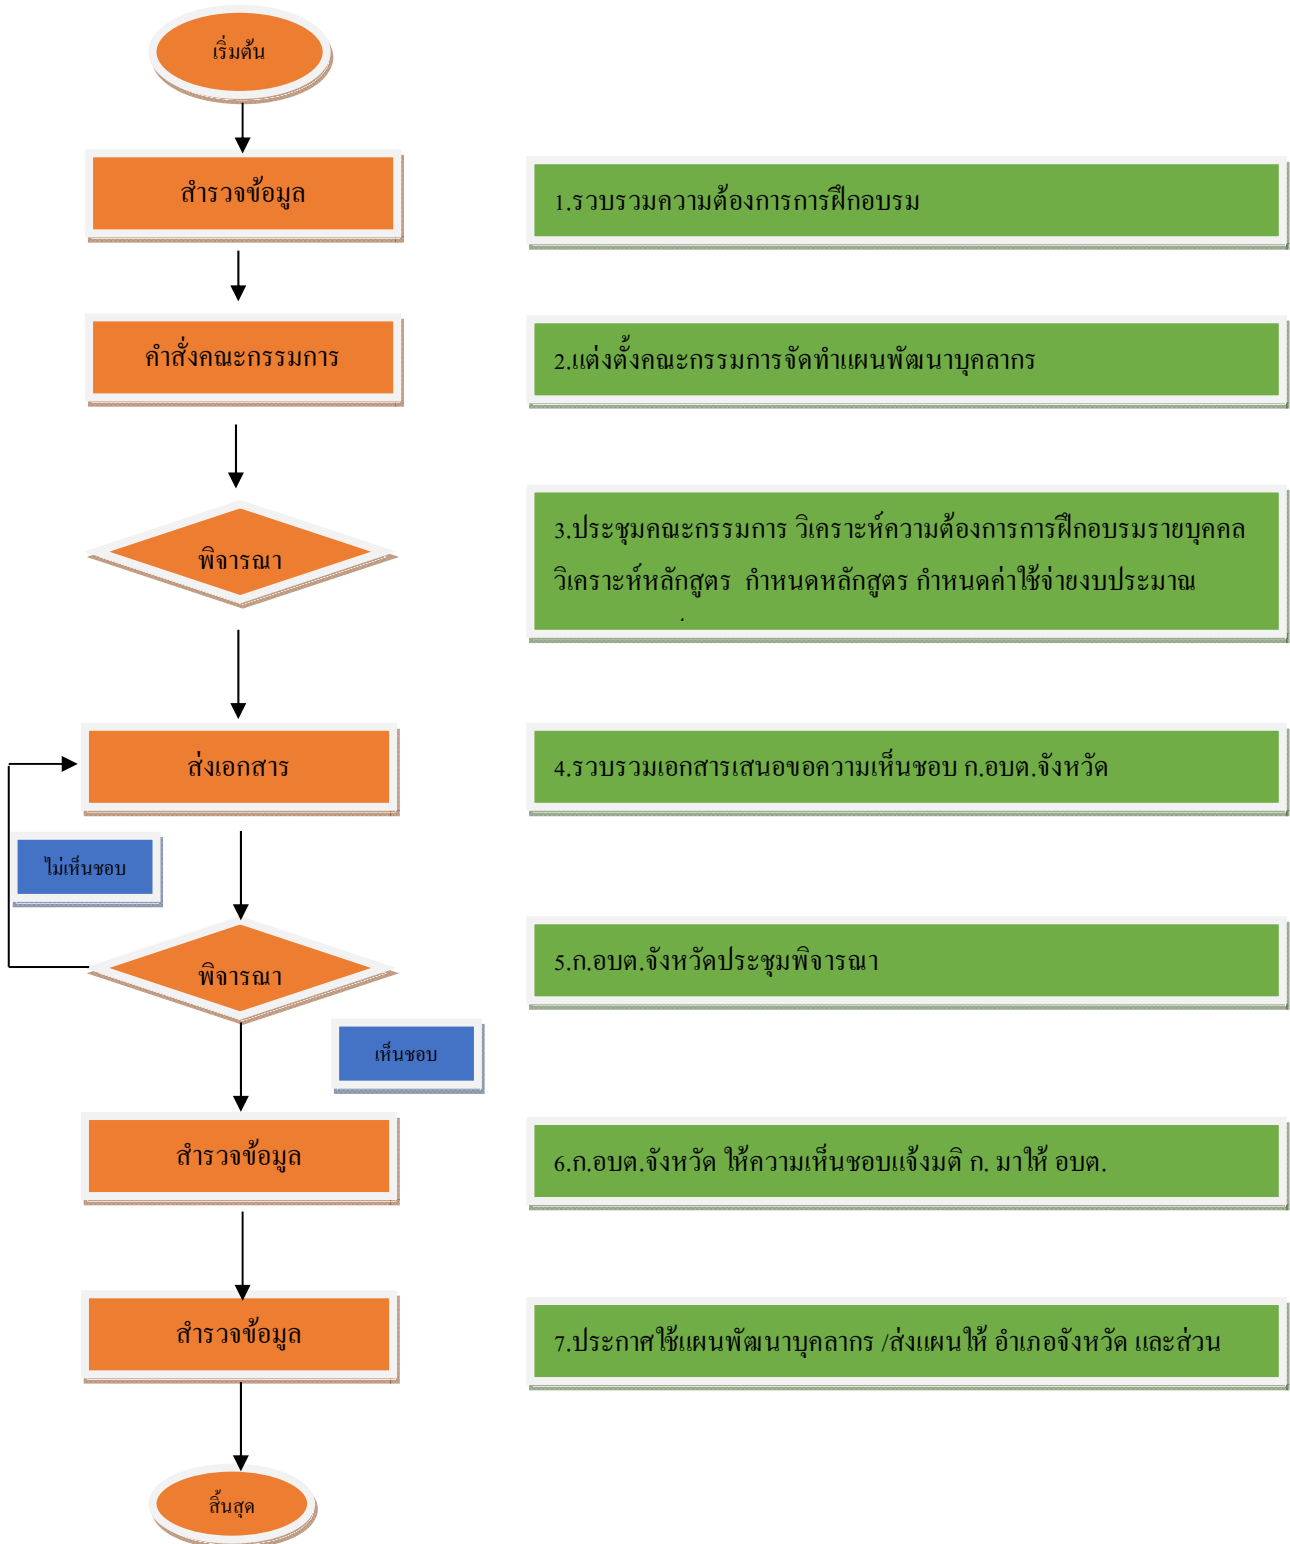 เริ่มต้น
สำรวจข้อมูล
1.รวบรวมความต้องการการฝึกอบรม
คำสั่งคณะกรรมการ
2.แต่งตั้งคณะกรรมการจัดทำแผนพัฒนาบุคลากร
พิจารณา
3.ประชุมคณะกรรมการ วิเคราะห์ความต้องการการฝึกอบรมรายบุคคล
วิเคราะห์หลักสูตร กำหนดหลักสูตร กำหนดค่าใช้จ่ายงบประมาณ
ส่งเอกสาร
4.รวบรวมเอกสารเสนอขอความเห็นชอบ ก.อบต.จังหวัด
ไม่เห็นชอบ
พิจารณา
5.ก.อบต.จังหวัดประชุมพิจารณา
เห็นชอบ
สำรวจข้อมูล
6.ก.อบต.จังหวัด ให้ความเห็นชอบแจ้งมติ ก. มาให้ อบต.
สำรวจข้อมูล
7.ประกาศใช้แผนพัฒนาบุคลากร /ส่งแผนให้ อำเภอจังหวัด และส่วน
สิ้นสุด